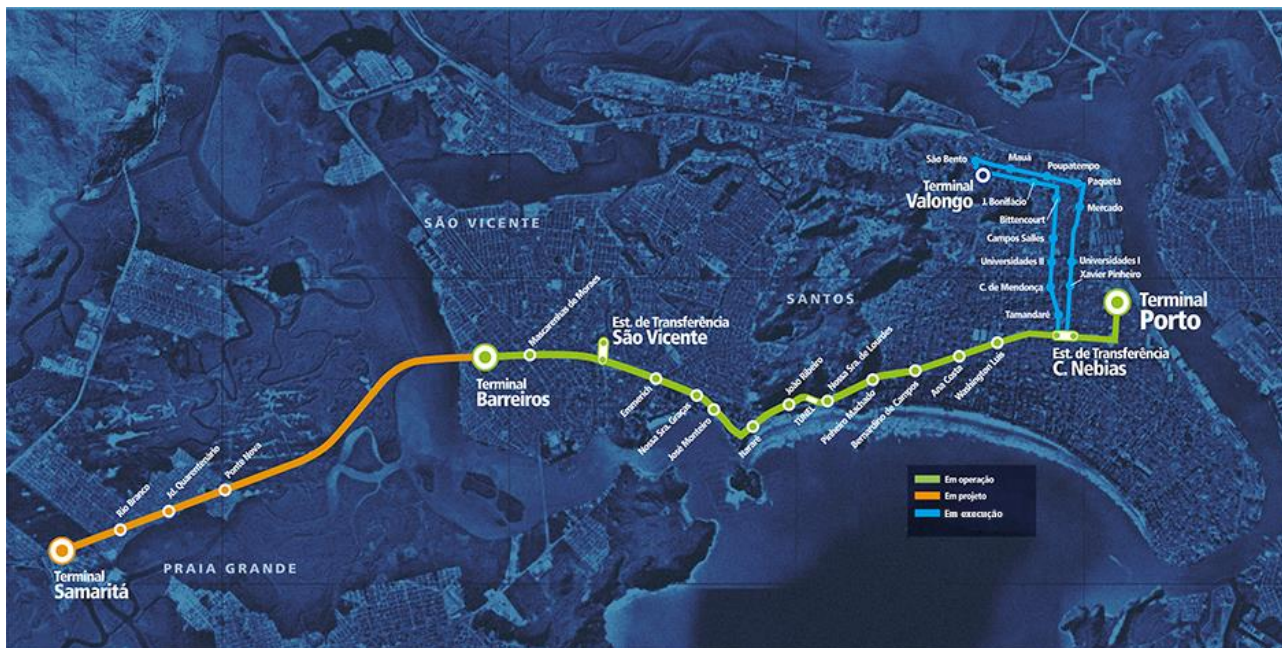 São Bento
Mauá
Poupatempo
Paquetá
Terminal
Valongo
J. Bonifácio
Bittencourt
Mercado
Campos Salles
Universidades II
Universidades I
Xavier Pinheiro
C. de Mendonça
Tamandaré
SÃO VICENTE
SANTOS
Terminal
Porto
Est. de Transferência
C. Nebias
Mascarenhas de Moraes
Est. de Transferência
São Vicente
Terminal
Barreiros
Emmerich
Nossa Sra. Graças
José Monteiro
Itararé
João Ribeiro
TÚNEL
Nossa Sra. de Lourdes
Pinheiro Machado
Bernardino de Campos
Ana Costa
Washington Luis
Rio Branco
Jd. Quarentenário
Ponte Nova
Terminal
Samaritá
PRAIA GRANDE
Em operação
Em projeto
Em execução